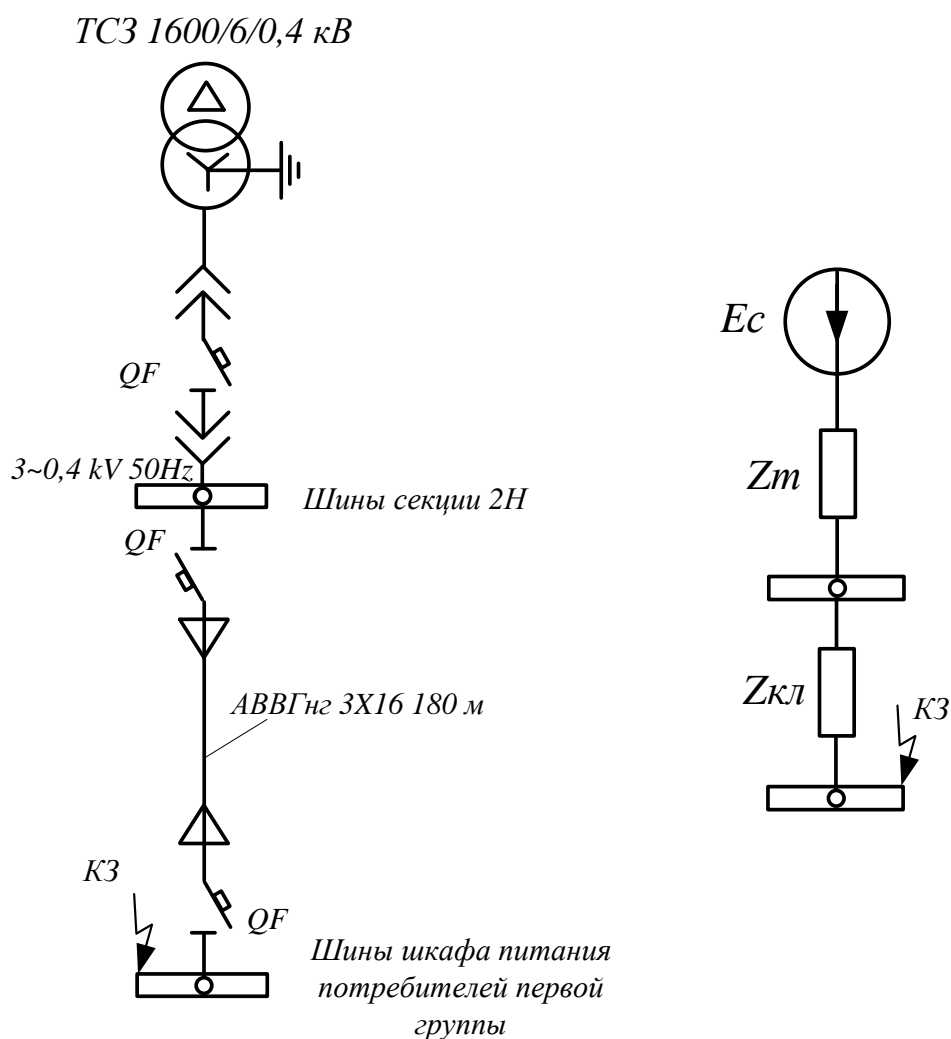 ТСЗ 1600/6/0,4 кВ
QF
3~0,4 kV 50Hz
Шины секции 2Н
QF
АВВГнг 3Х16 180 м
КЗ
QF
Шины шкафа питания
потребителей первой
группы
Ес
Zт
Zкл
КЗ